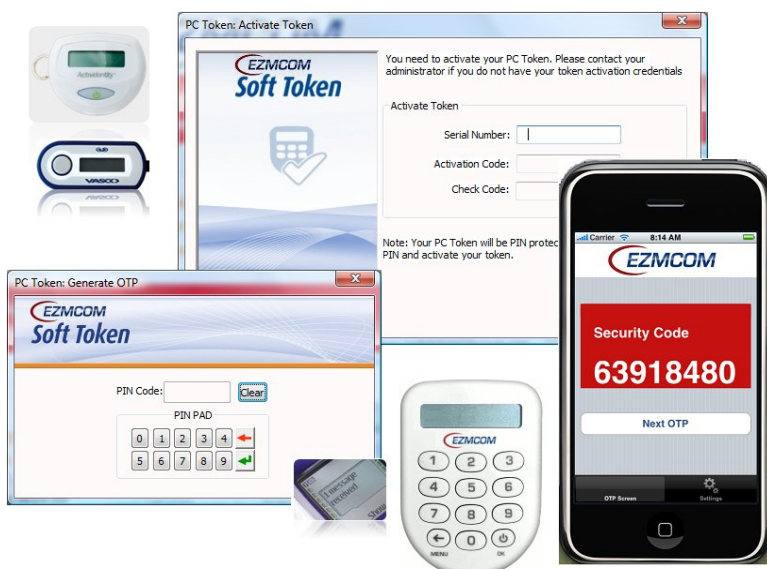 ActivIdentity
VASCO
PC Token: Activate Token
EZMCOM
Soft Token
You need to activate your PC Token. Please contact your
administrator if you do not have your token activation credentials
Activate Token
Serial Number:
Activation Code:
Check Code:
Note: Your PC Token will be PIN protec
PIN and activate your token.
PC Token: Generate OTP
EZMCOM
Soft Token
PIN Code:
Clear
PIN PAD
0 1 2 3 4
5 6 7 8 9
1 message
received
EZMCOM
1 2 3
4 5 6
7 8 9
0
MENU OK
Carrier 8:14 AM
EZMCOM
Security Code
63918480
Next OTP
OTP Screen Settings